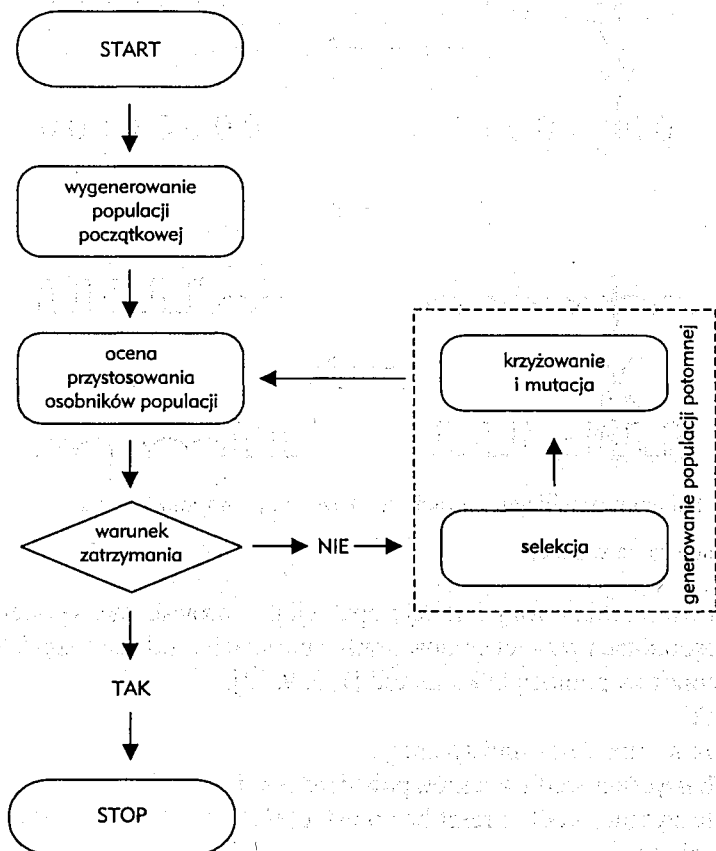 START
wygenerowanie
populacji
początkowej
ocena
przystosowania
osobników populacji
krzyżowanie
i mutacja
selekcja
generowanie populacji potomnej
warunek
zatrzymania
NIE
TAK
STOP